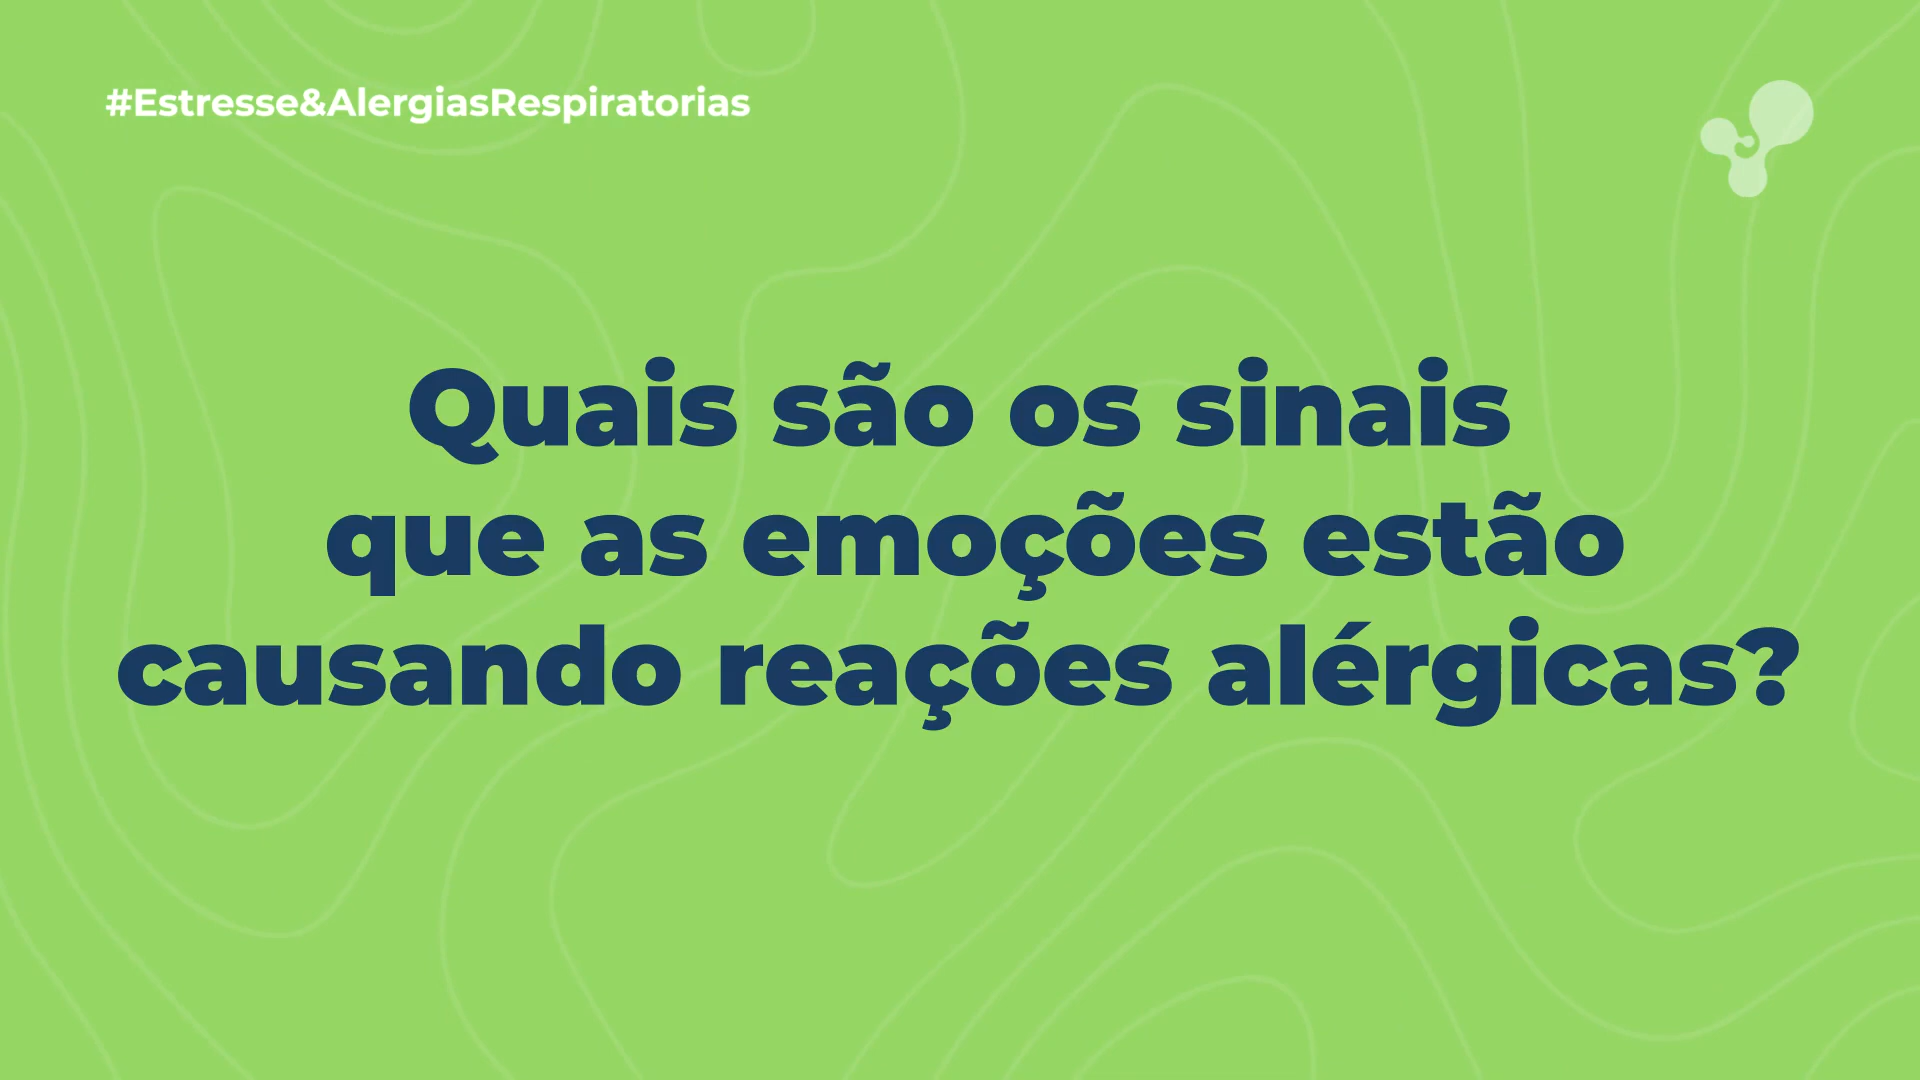 #Estresse&AlergiasRespiratorias
Quais são os sinais
que as emoções estão
causando reações alérgicas?